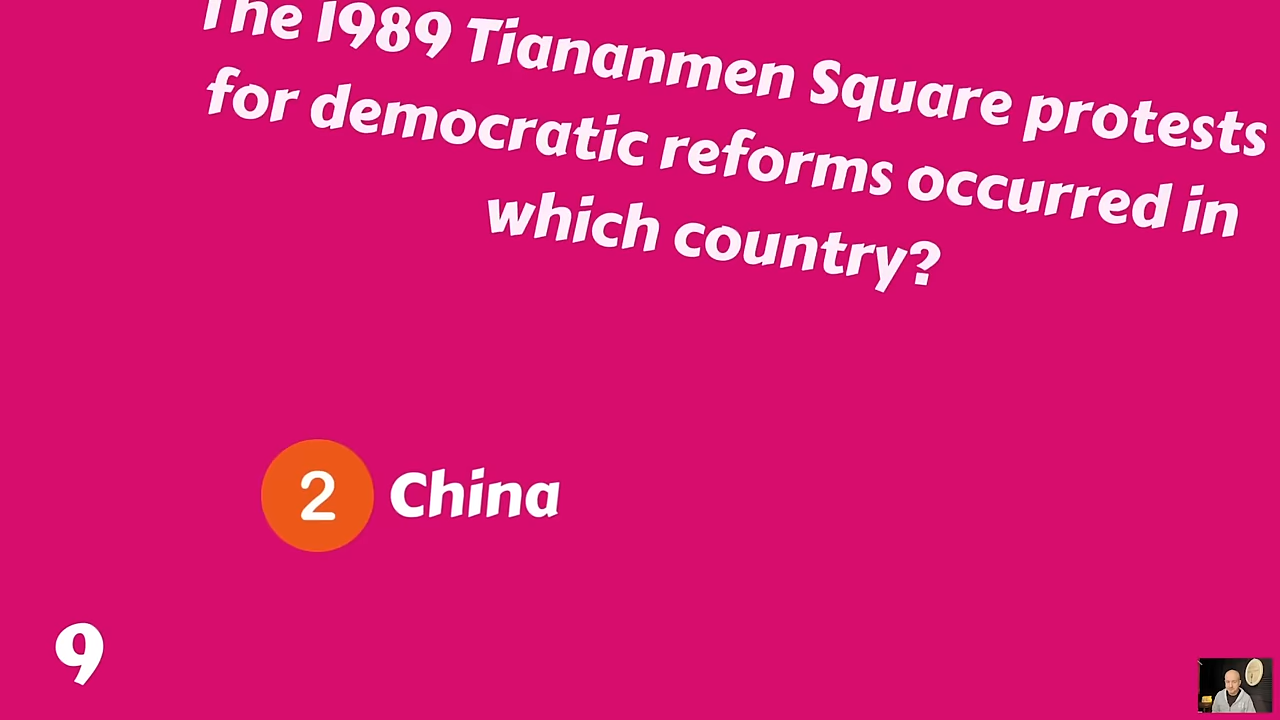 The 1989 Tiananmen Square protests
for democratic reforms occurred in
which country?
2 China
9